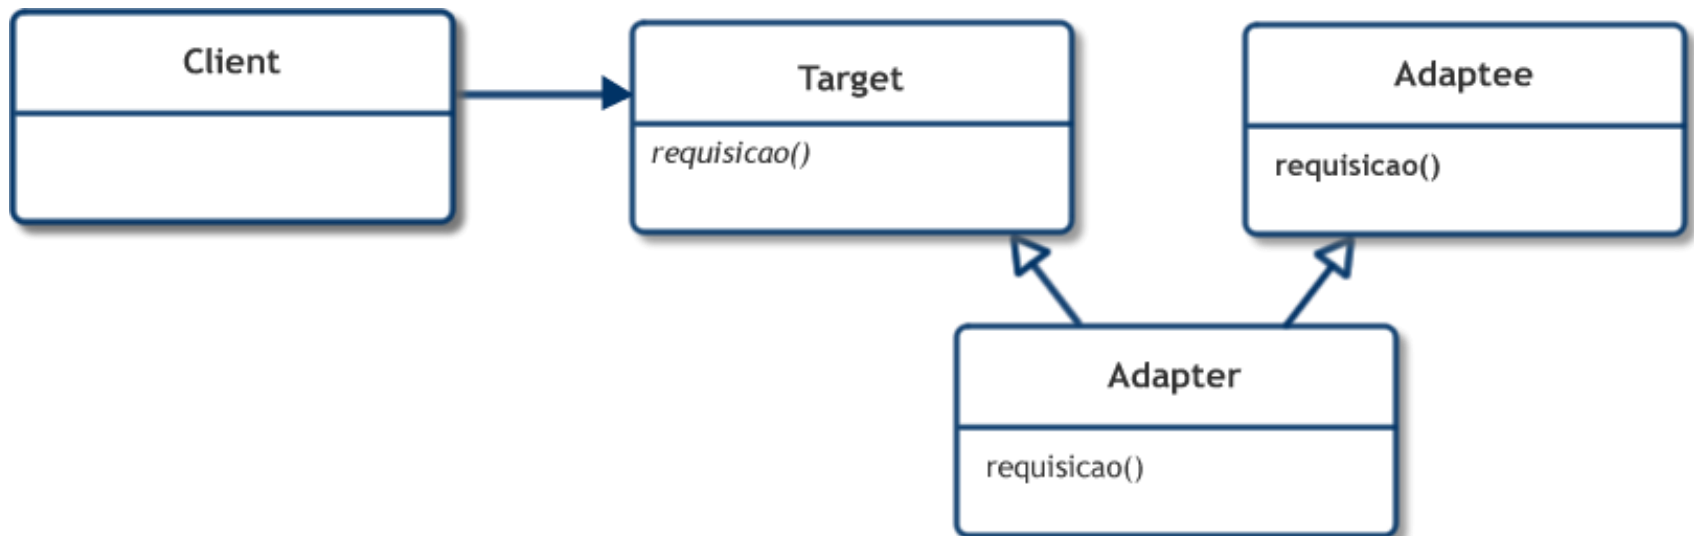 Client
Target
requisicao()
Adaptee
requisicao()
Adapter
requisicao()